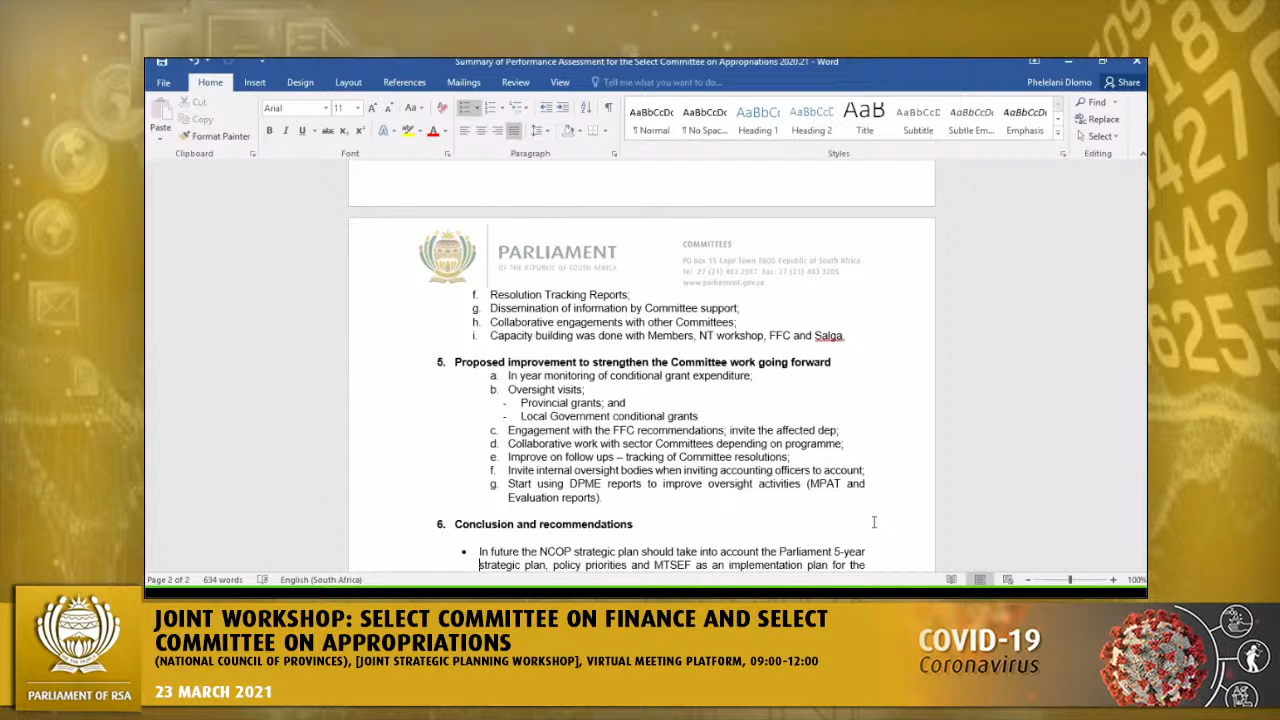 Summary of Performance Assessment for the Select Committee on Appropriations 2020.21 - Word
File Home Insert Design Layout References Mailings Review View Tell me what you want to do... Phelelani Dlomo Share
Cut
Copy
Paste
Format Painter
Clipboard
Arial 11
Font
Paragraph
AaBbCcDc AaBbCcDc AaBbCc AaBbCcC AaB AaBbCcC AaBbCcDc AaBbCcDc
¶ Normal ¶ No Spac... Heading 1 Heading 2 Title Subtitle Subtle Em... Emphasis
Styles
Find
Replace
Select
Editing
PARLIAMENT
OF THE REPUBLIC OF SOUTH AFRICA
COMMITTEES
www.parliament.gov.za
f. Resolution Tracking Reports;
g. Dissemination of information by Committee support;
h. Collaborative engagements with other Committees;
i. Capacity building was done with Members, NT workshop, FFC and Salga.
5. Proposed improvement to strengthen the Committee work going forward
a. In year monitoring of conditional grant expenditure;
b. Oversight visits;
- Provincial grants; and
- Local Government conditional grants
c. Engagement with the FFC recommendations; invite the affected dep;
d. Collaborative work with sector Committees depending on programme;
e. Improve on follow ups – tracking of Committee resolutions;
f. Invite internal oversight bodies when inviting accounting officers to account;
g. Start using DPME reports to improve oversight activities (MPAT and
Evaluation reports).
6. Conclusion and recommendations
• In future the NCOP strategic plan should take into account the Parliament 5-year
strategic plan, policy priorities and MTSEF as an implementation plan for the
Page 2 of 2 634 words English (South Africa) 100%
JOINT WORKSHOP: SELECT COMMITTEE ON FINANCE AND SELECT
COMMITTEE ON APPROPRIATIONS
(NATIONAL COUNCIL OF PROVINCES), [JOINT STRATEGIC PLANNING WORKSHOP], VIRTUAL MEETING PLATFORM, 09:00-12:00
23 MARCH 2021
PARLIAMENT OF RSA
COVID-19
Coronavirus